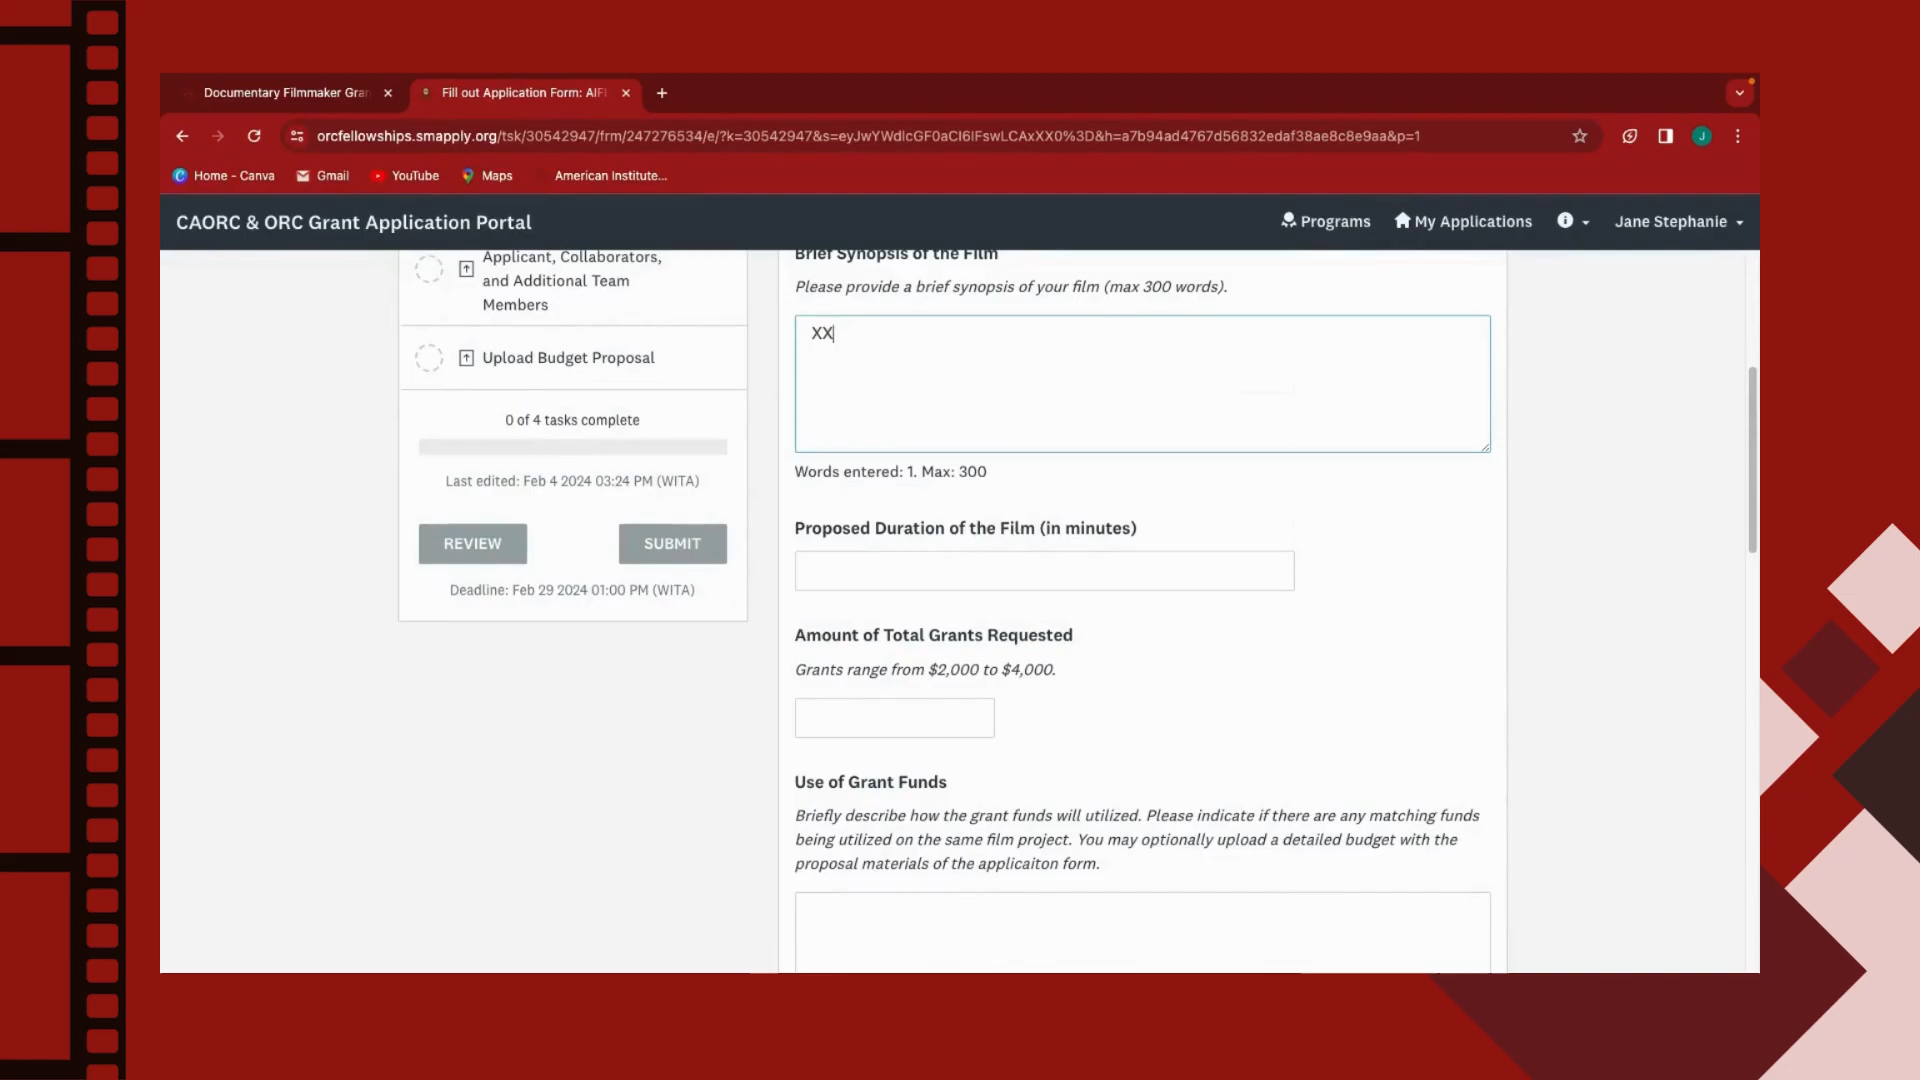 Documentary Filmmaker Gran
Fill out Application Form: AIFI
orcfellowships.smapply.org/tsk/30542947/frm/247276534/e/?k=30542947&s=eyJwYWdlcGF0aCI6IFswLCAxXX0%3D&h=a7b94ad4767d56832edaf38ae8c8e9aa&p=1
J
Home - Canva
Gmail
YouTube
Maps
American Institute...
CAORC & ORC Grant Application Portal
Programs
My Applications
Jane Stephanie
Applicant, Collaborators,
and Additional Team
Members
Upload Budget Proposal
0 of 4 tasks complete
Last edited: Feb 4 2024 03:24 PM (WITA)
REVIEW
SUBMIT
Deadline: Feb 29 2024 01:00 PM (WITA)
Brief Synopsis of the Film
Please provide a brief synopsis of your film (max 300 words).
XX
Words entered: 1. Max: 300
Proposed Duration of the Film (in minutes)
Amount of Total Grants Requested
Grants range from $2,000 to $4,000.
Use of Grant Funds
Briefly describe how the grant funds will utilized. Please indicate if there are any matching funds
being utilized on the same film project. You may optionally upload a detailed budget with the
proposal materials of the applicaiton form.